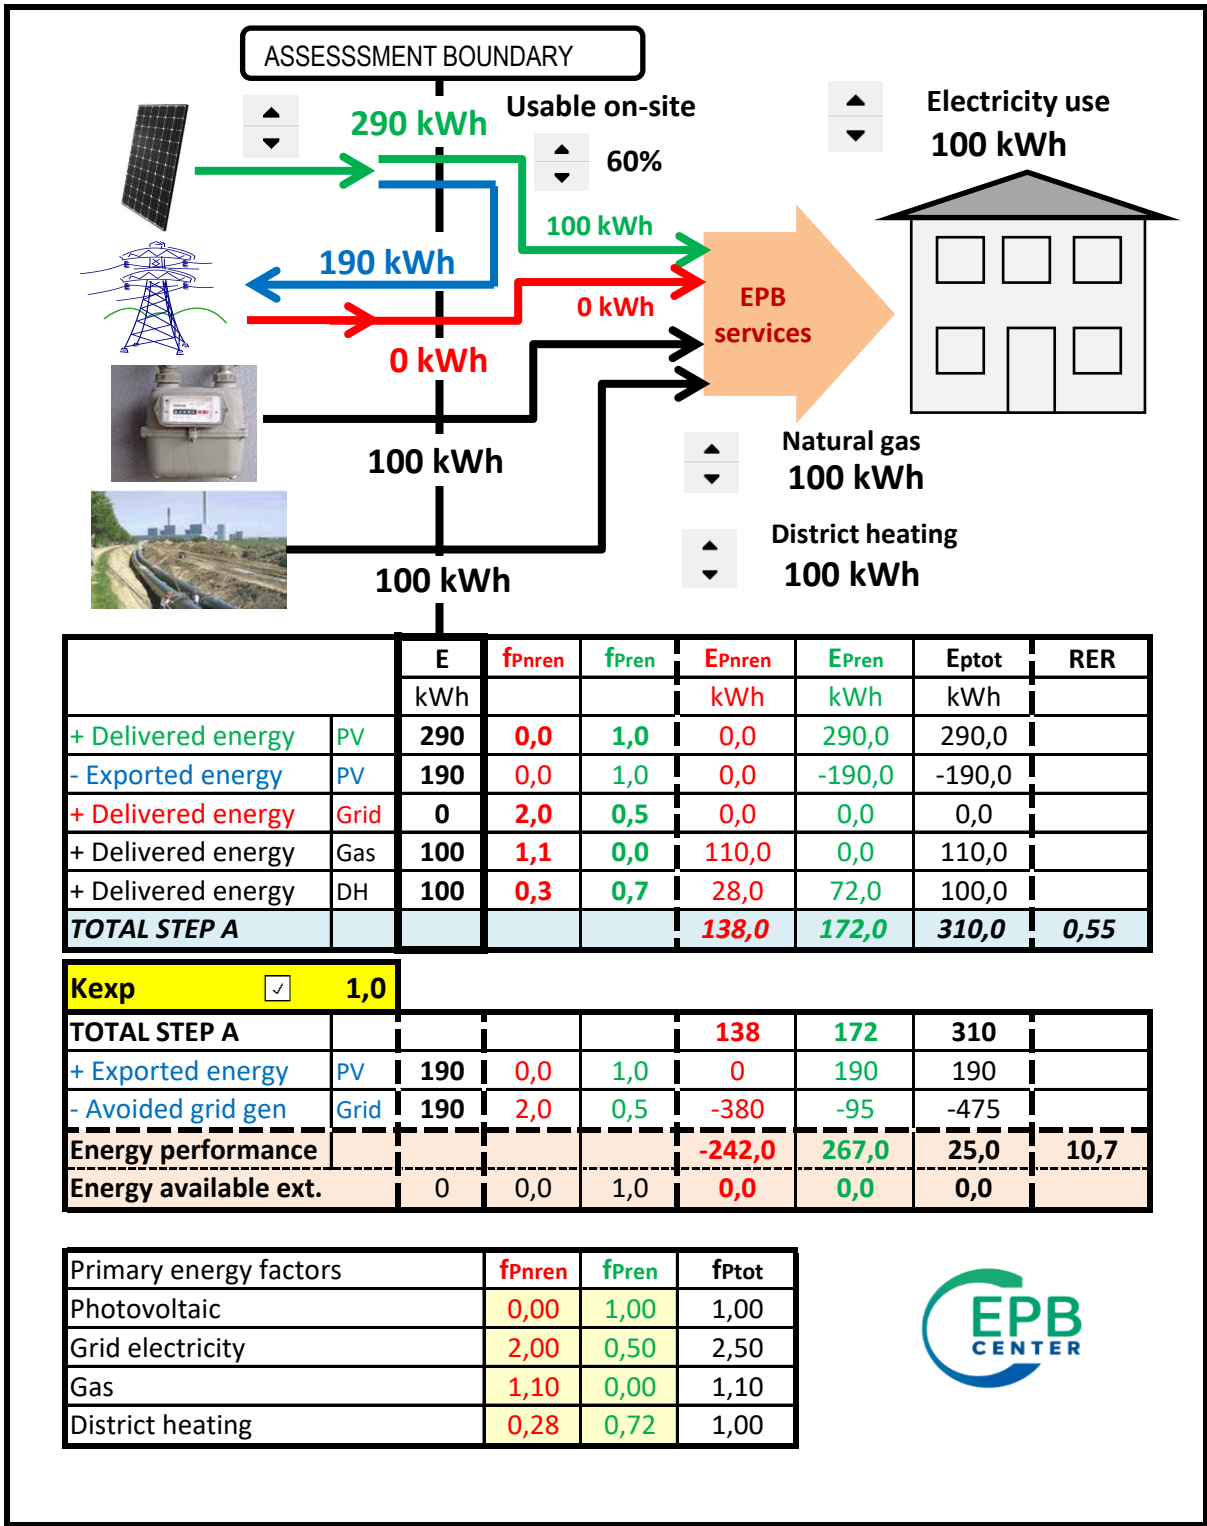 ASSESSSMENT BOUNDARY
290 kWh
Usable on-site
60%
Electricity use
100 kWh
100 kWh
190 kWh
0 kWh
EPB
services
0 kWh
100 kWh
Natural gas
100 kWh
District heating
100 kWh
100 kWh
E fPnren fPren EPnren EPren Eptot RER
kWh kWh kWh kWh
+ Delivered energy PV 290 0,0 1,0 0,0 290,0 290,0
- Exported energy PV 190 0,0 1,0 0,0 -190,0 -190,0
+ Delivered energy Grid 0 2,0 0,5 0,0 0,0 0,0
+ Delivered energy Gas 100 1,1 0,0 110,0 0,0 110,0
+ Delivered energy DH 100 0,3 0,7 28,0 72,0 100,0
TOTAL STEP A 138,0 172,0 310,0 0,55
Kexp 1,0
TOTAL STEP A 138 172 310
+ Exported energy PV 190 0,0 1,0 0 190 190
- Avoided grid gen Grid 190 2,0 0,5 -380 -95 -475
Energy performance -242,0 267,0 25,0 10,7
Energy available ext. 0 0,0 1,0 0,0 0,0 0,0
Primary energy factors fPnren fPren fPtot
Photovoltaic 0,00 1,00 1,00
Grid electricity 2,00 0,50 2,50
Gas 1,10 0,00 1,10
District heating 0,28 0,72 1,00
EPB
CENTER